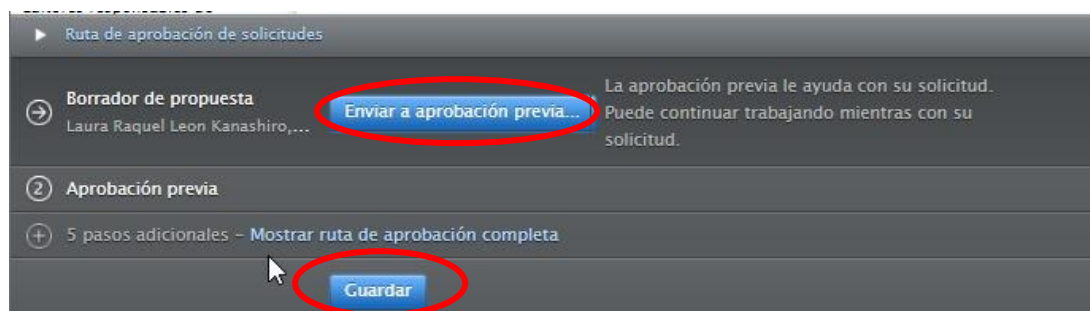 Ruta de aprobación de solicitudes
Borrador de propuesta
Laura Raquel Leon Kanashiro,...
Enviar a aprobación previa...
La aprobación previa le ayuda con su solicitud.
Puede continuar trabajando mientras con su
solicitud.
2 Aprobación previa
5 pasos adicionales – Mostrar ruta de aprobación completa
Guardar